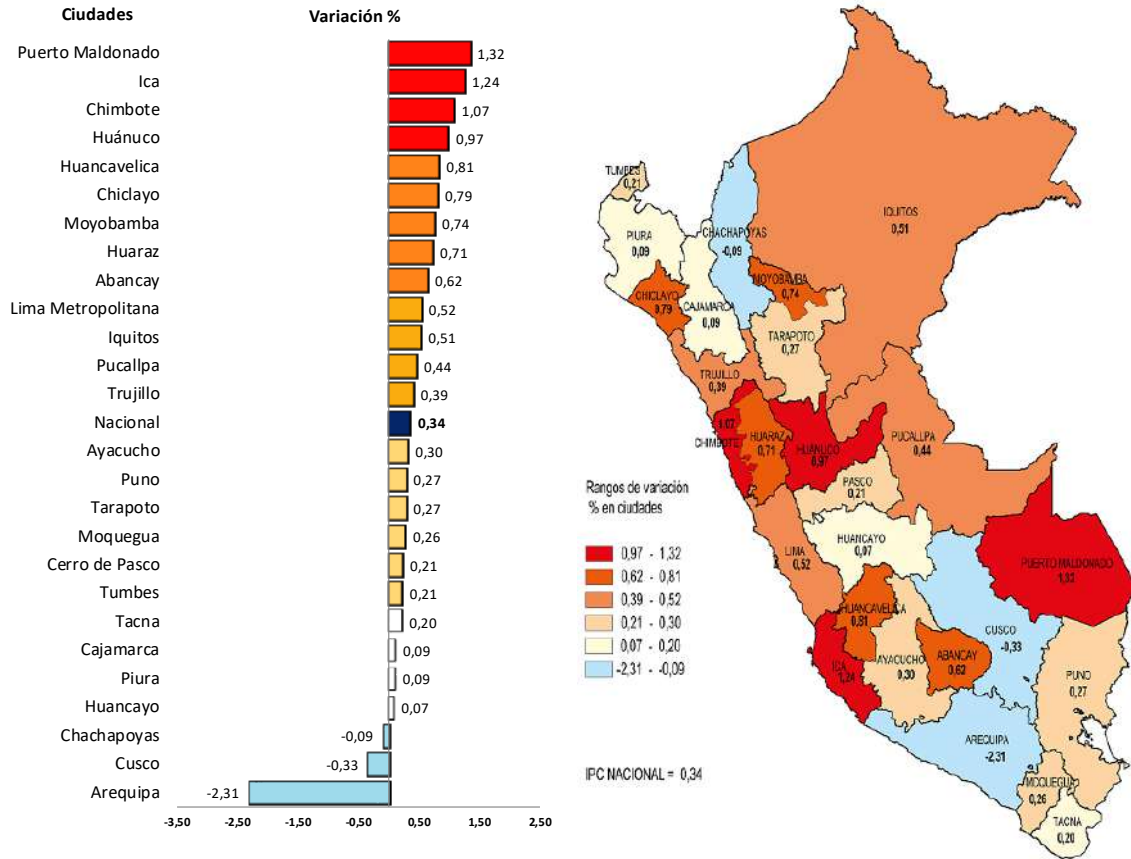 Ciudades Variación %
Puerto Maldonado 1,32
Ica 1,24
Chimbote 1,07
Huánuco 0,97
Huancavelica 0,81
Chiclayo 0,79
Moyobamba 0,74
Huaraz 0,71
Abancay 0,62
Lima Metropolitana 0,52
Iquitos 0,51
Pucallpa 0,44
Trujillo 0,39
Nacional 0,34
Ayacucho 0,30
Puno 0,27
Tarapoto 0,27
Moquegua 0,26
Cerro de Pasco 0,21
Tumbes 0,21
Tacna 0,20
Cajamarca 0,09
Piura 0,09
Huancayo 0,07
Chachapoyas -0,09
Cusco -0,33
Arequipa -2,31
-3,50 -2,50 -1,50 -0,50 0,50 1,50 2,50
TUMBES
0,21
PIURA
0,09
CHACHAPOYAS
-0,09
IQUITOS
0,51
MOYOBAMBA
0,74
CHICLAYO
0,79
CAJAMARCA
0,09
TARAPOTO
0,27
TRUJILLO
0,39
1,07
CHIMBOTE
HUARAZ
0,71
HUÁNUCO
0,97
PUCALLPA
0,44
PASCO
0,21
HUANCAYO
0,07
LIMA
0,52
PUERTO MALDONADO
1,32
HUANCAVELICA
0,81
CUSCO
-0,33
ICA
1,24
AYACUCHO
0,30
ABANCAY
0,62
PUNO
0,27
AREQUIPA
-2,31
MOQUEGUA
0,26
TACNA
0,20
Rangos de variación
% en ciudades
0,97 - 1,32
0,62 - 0,81
0,39 - 0,52
0,21 - 0,30
0,07 - 0,20
-2,31 - -0,09
IPC NACIONAL = 0,34